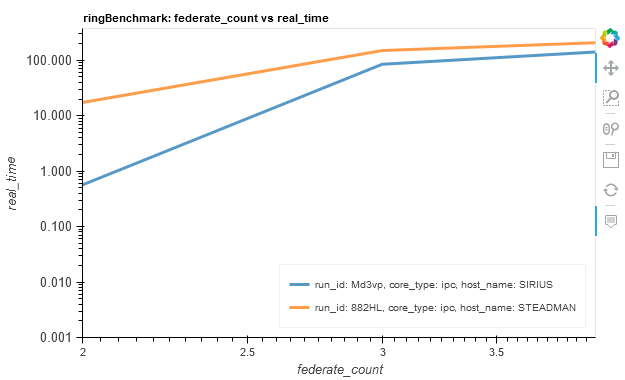 ringBenchmark: federate_count vs real_time
100.000
10.000
1.000
0.100
0.010
0.001
real_time
run_id: Md3vp, core_type: ipc, host_name: SIRIUS
run_id: 882HL, core_type: ipc, host_name: STEADMAN
2
2.5
3
3.5
federate_count